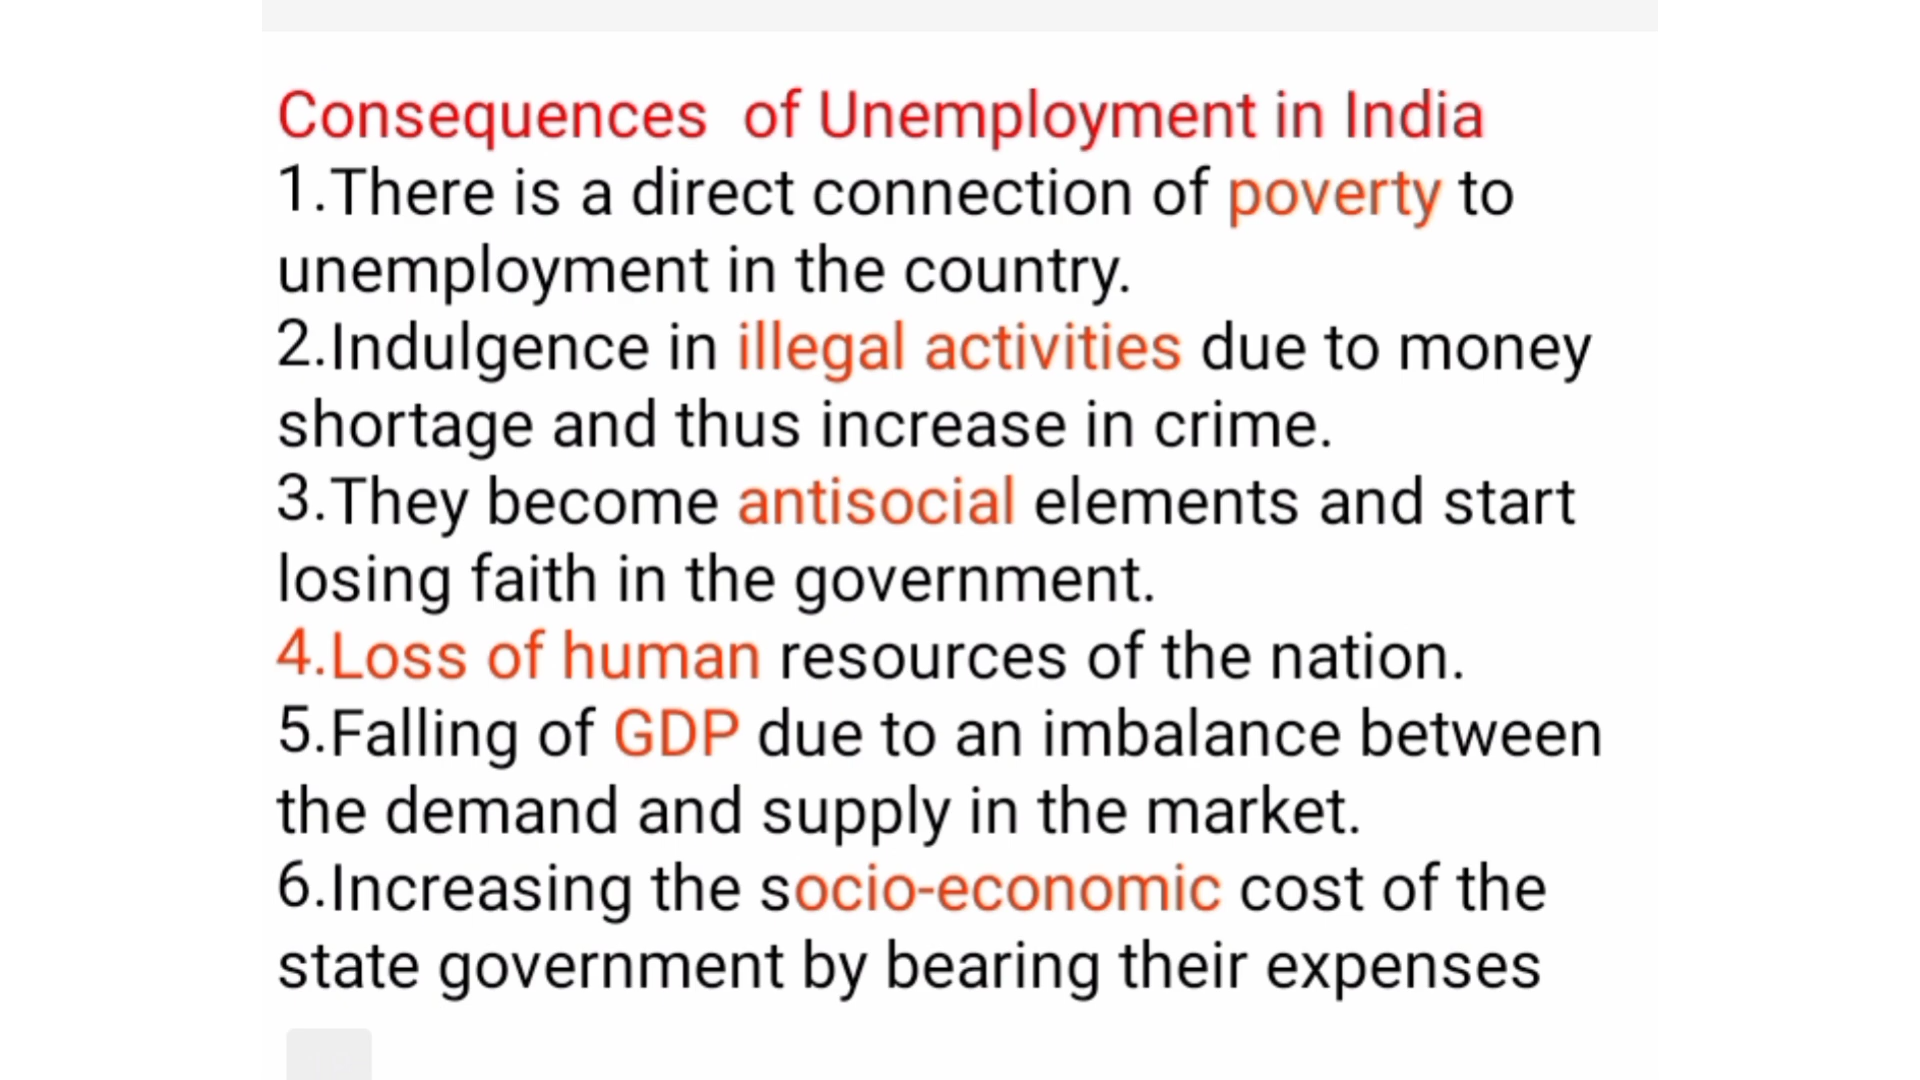 Consequences  of Unemployment in India
1.There is a direct connection of poverty to
unemployment in the country.
2.Indulgence in illegal activities due to money
shortage and thus increase in crime.
3.They become antisocial elements and start
losing faith in the government.
4.Loss of human resources of the nation.
5.Falling of GDP due to an imbalance between
the demand and supply in the market.
6.Increasing the socio-economic cost of the
state government by bearing their expenses